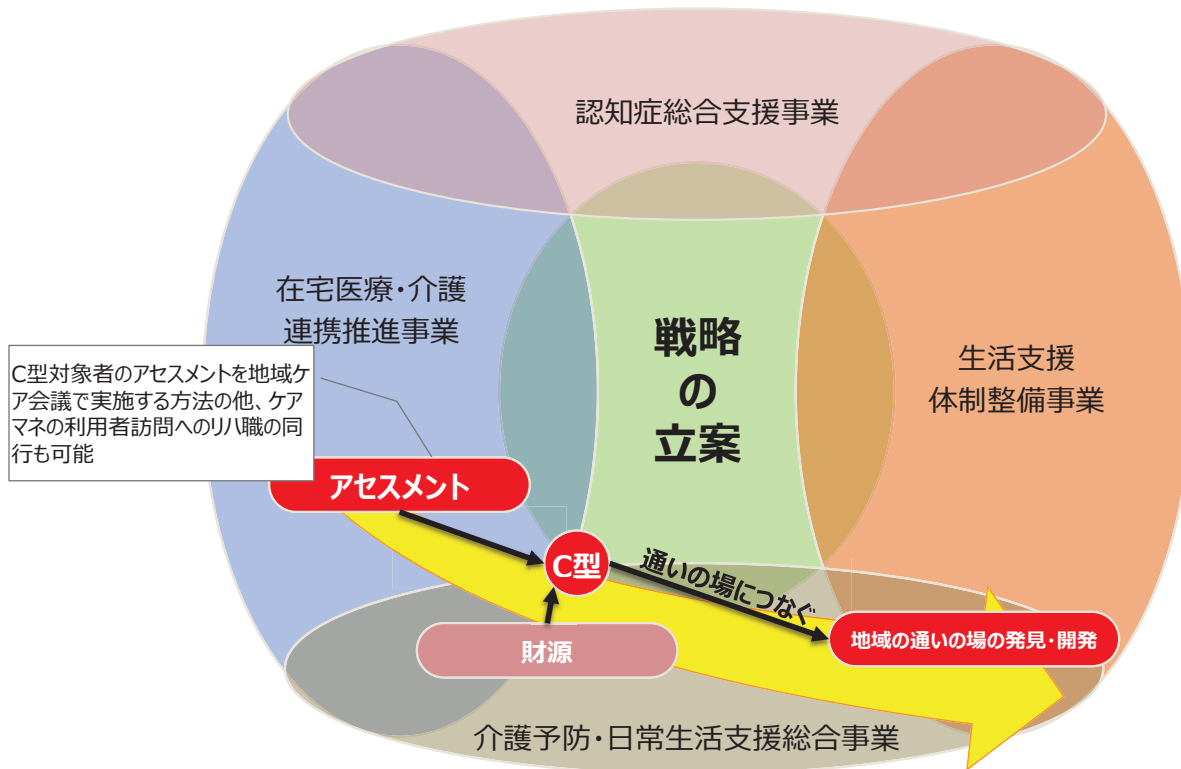 認知症総合支援事業
在宅医療・介護
連携推進事業
戦略
の
立案
生活支援
体制整備事業
C型対象者のアセスメントを地域ケ
ア会議で実施する方法の他、ケア
マネの利用者訪問へのリハ職の同
行も可能
アセスメント
C型
通いの場につなぐ
財源
地域の通いの場の発見・開発
介護予防・日常生活支援総合事業